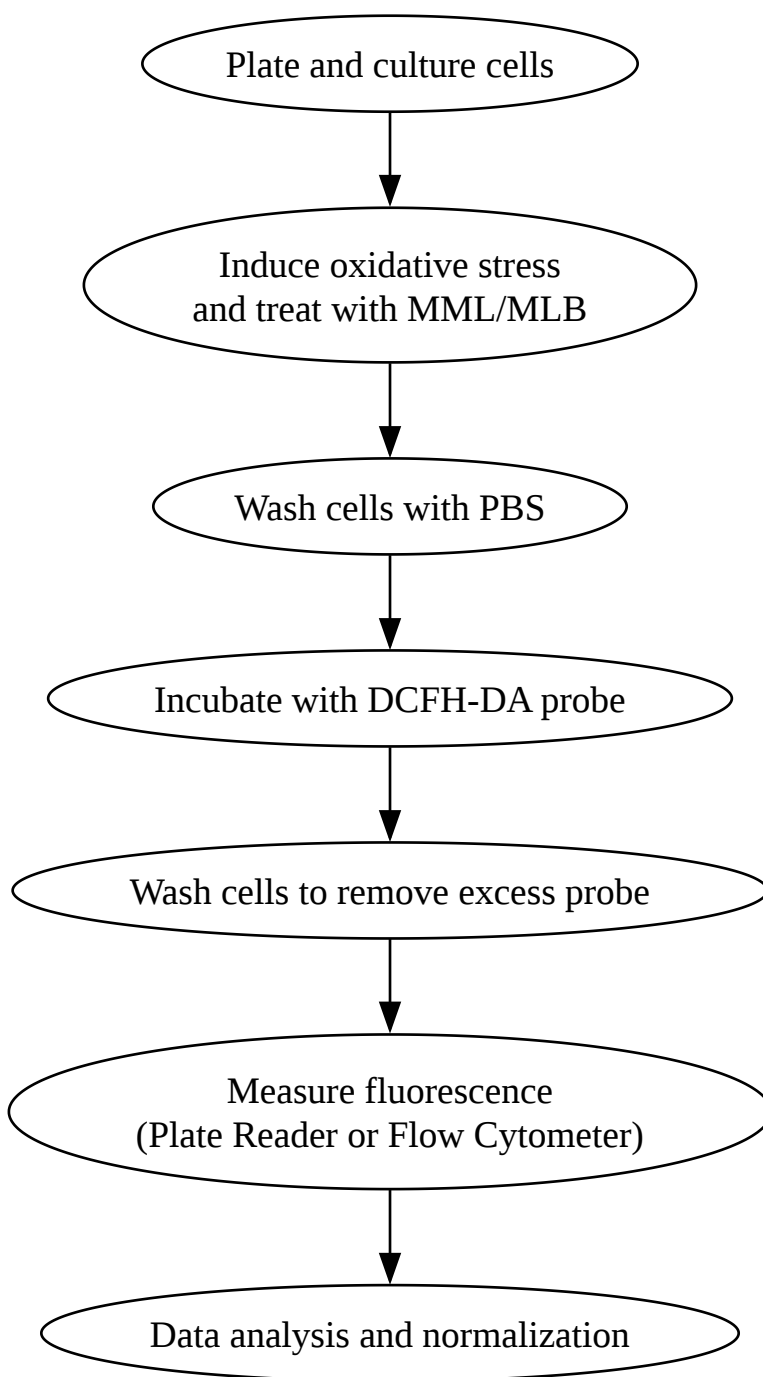 Plate and culture cells
Induce oxidative stress
and treat with MML/MLB
Wash cells with PBS
Incubate with DCFH-DA probe
Wash cells to remove excess probe
Measure fluorescence
(Plate Reader or Flow Cytometer)
Data analysis and normalization